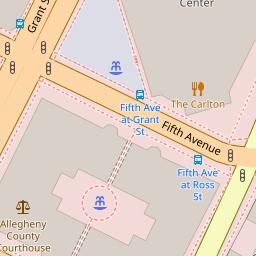 Center
Grant S
The Carlton
Fifth Ave
at Grant
St
Fifth Avenue
Fifth Ave
at Ross
St
Allegheny
County
Courthouse